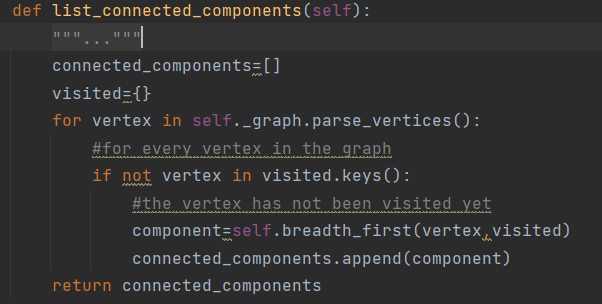 def list_connected_components(self):
    """..."""
    connected_components=[]
    visited={}
    for vertex in self._graph.parse_vertices():
        #for every vertex in the graph
        if not vertex in visited.keys():
            #the vertex has not been visited yet
            component=self.breadth_first(vertex,visited)
            connected_components.append(component)
    return connected_components